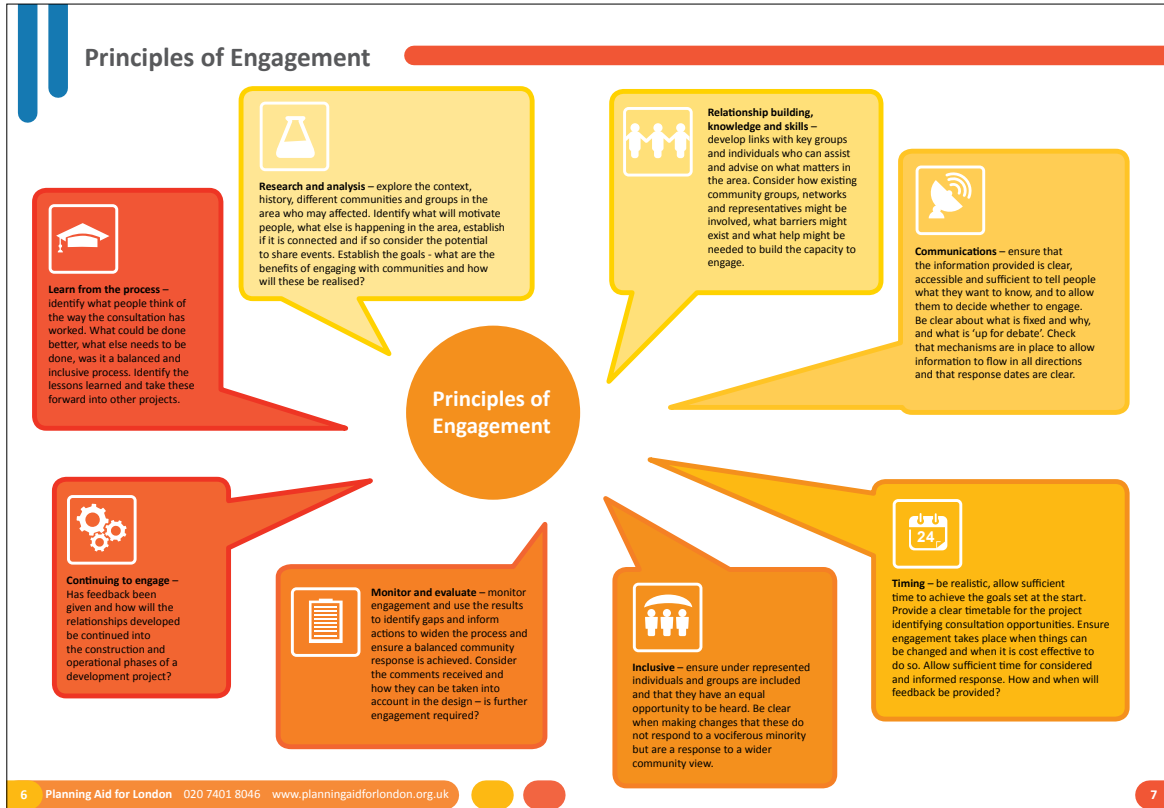 Principles of Engagement
Research and analysis – explore the context,
history, different communities and groups in the
area who may affected. Identify what will motivate
people, what else is happening in the area, establish
if it is connected and if so consider the potential
to share events. Establish the goals - what are the
benefits of engaging with communities and how
will these be realised?
Relationship building,
knowledge and skills –
develop links with key groups
and individuals who can assist
and advise on what matters in
the area. Consider how existing
community groups, networks
and representatives might be
involved, what barriers might
exist and what help might be
needed to build the capacity to
engage.
Communications – ensure that
the information provided is clear,
accessible and sufficient to tell people
what they want to know, and to allow
them to decide whether to engage.
Be clear about what is fixed and why,
and what is ‘up for debate’. Check
that mechanisms are in place to allow
information to flow in all directions
and that response dates are clear.
24
Timing – be realistic, allow sufficient
time to achieve the goals set at the start.
Provide a clear timetable for the project
identifying consultation opportunities. Ensure
engagement takes place when things can
be changed and when it is cost effective to
do so. Allow sufficient time for considered
and informed response. How and when will
feedback be provided?
Inclusive – ensure under represented
individuals and groups are included
and that they have an equal
opportunity to be heard. Be clear
when making changes that these do
not respond to a vociferous minority
but are a response to a wider
community view.
Monitor and evaluate – monitor
engagement and use the results
to identify gaps and inform
actions to widen the process and
ensure a balanced community
response is achieved. Consider
the comments received and
how they can be taken into
account in the design – is further
engagement required?
Continuing to engage –
Has feedback been
given and how will the
relationships developed
be continued into
the construction and
operational phases of a
development project?
Learn from the process –
identify what people think of
the way the consultation has
worked. What could be done
better, what else needs to be
done, was it a balanced and
inclusive process. Identify the
lessons learned and take these
forward into other projects.
Principles of
Engagement
6 Planning Aid for London 020 7401 8046 www.planningaidforlondon.org.uk
7